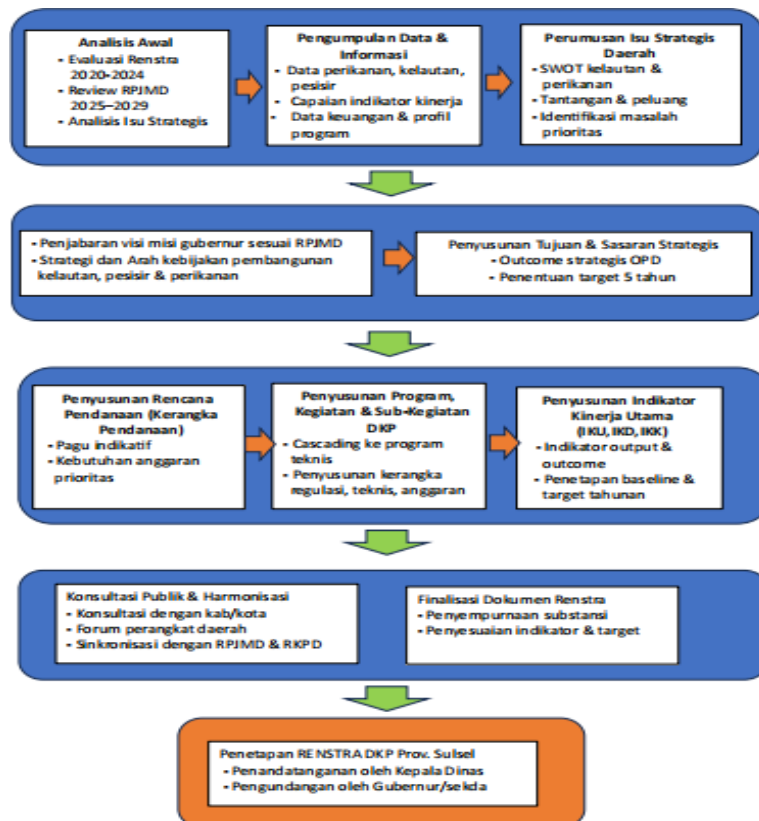 Analisis Awal
- Evaluasi Renstra
2020-2024
- Review RPJMD
2025–2029
- Analisis Isu Strategis
Pengumpulan Data &
Informasi
- Data perikanan, kelautan,
pesisir
- Capaian indikator kinerja
- Data keuangan & profil
program
Perumusan Isu Strategis
Daerah
- SWOT kelautan &
perikanan
- Tantangan & peluang
- Identifikasi masalah
prioritas
- Penjabaran visi misi gubernur sesuai RPJMD
- Strategi dan Arah kebijakan pembangunan
kelautan, pesisir & perikanan
Penyusunan Tujuan & Sasaran Strategis
- Outcome strategis OPD
- Penentuan target 5 tahun
Penyusunan Rencana
Pendanaan (Kerangka
Pendanaan)
- Pagu indikatif
- Kebutuhan anggaran
prioritas
Penyusunan Program,
Kegiatan & Sub-Kegiatan
DKP
- Cascading ke program
teknis
- Penyusunan kerangka
regulasi, teknis, anggaran
Penyusunan Indikator
Kinerja Utama
(IKU,IKD,IKK)
- Indikator output &
outcome
- Penetapan baseline &
target tahunan
Konsultasi Publik & Harmonisasi
- Konsultasi dengan kab/kota
- Forum perangkat daerah
- Sinkronisasi dengan RPJMD & RKPD
Finalisasi Dokumen Renstra
- Penyempurnaan substansi
- Penyesuaian indikator & target
Penetapan RENSTRA DKP Prov. Sulsel
- Penandatanganan oleh Kepala Dinas
- Pengundangan oleh Gubernur/sekda